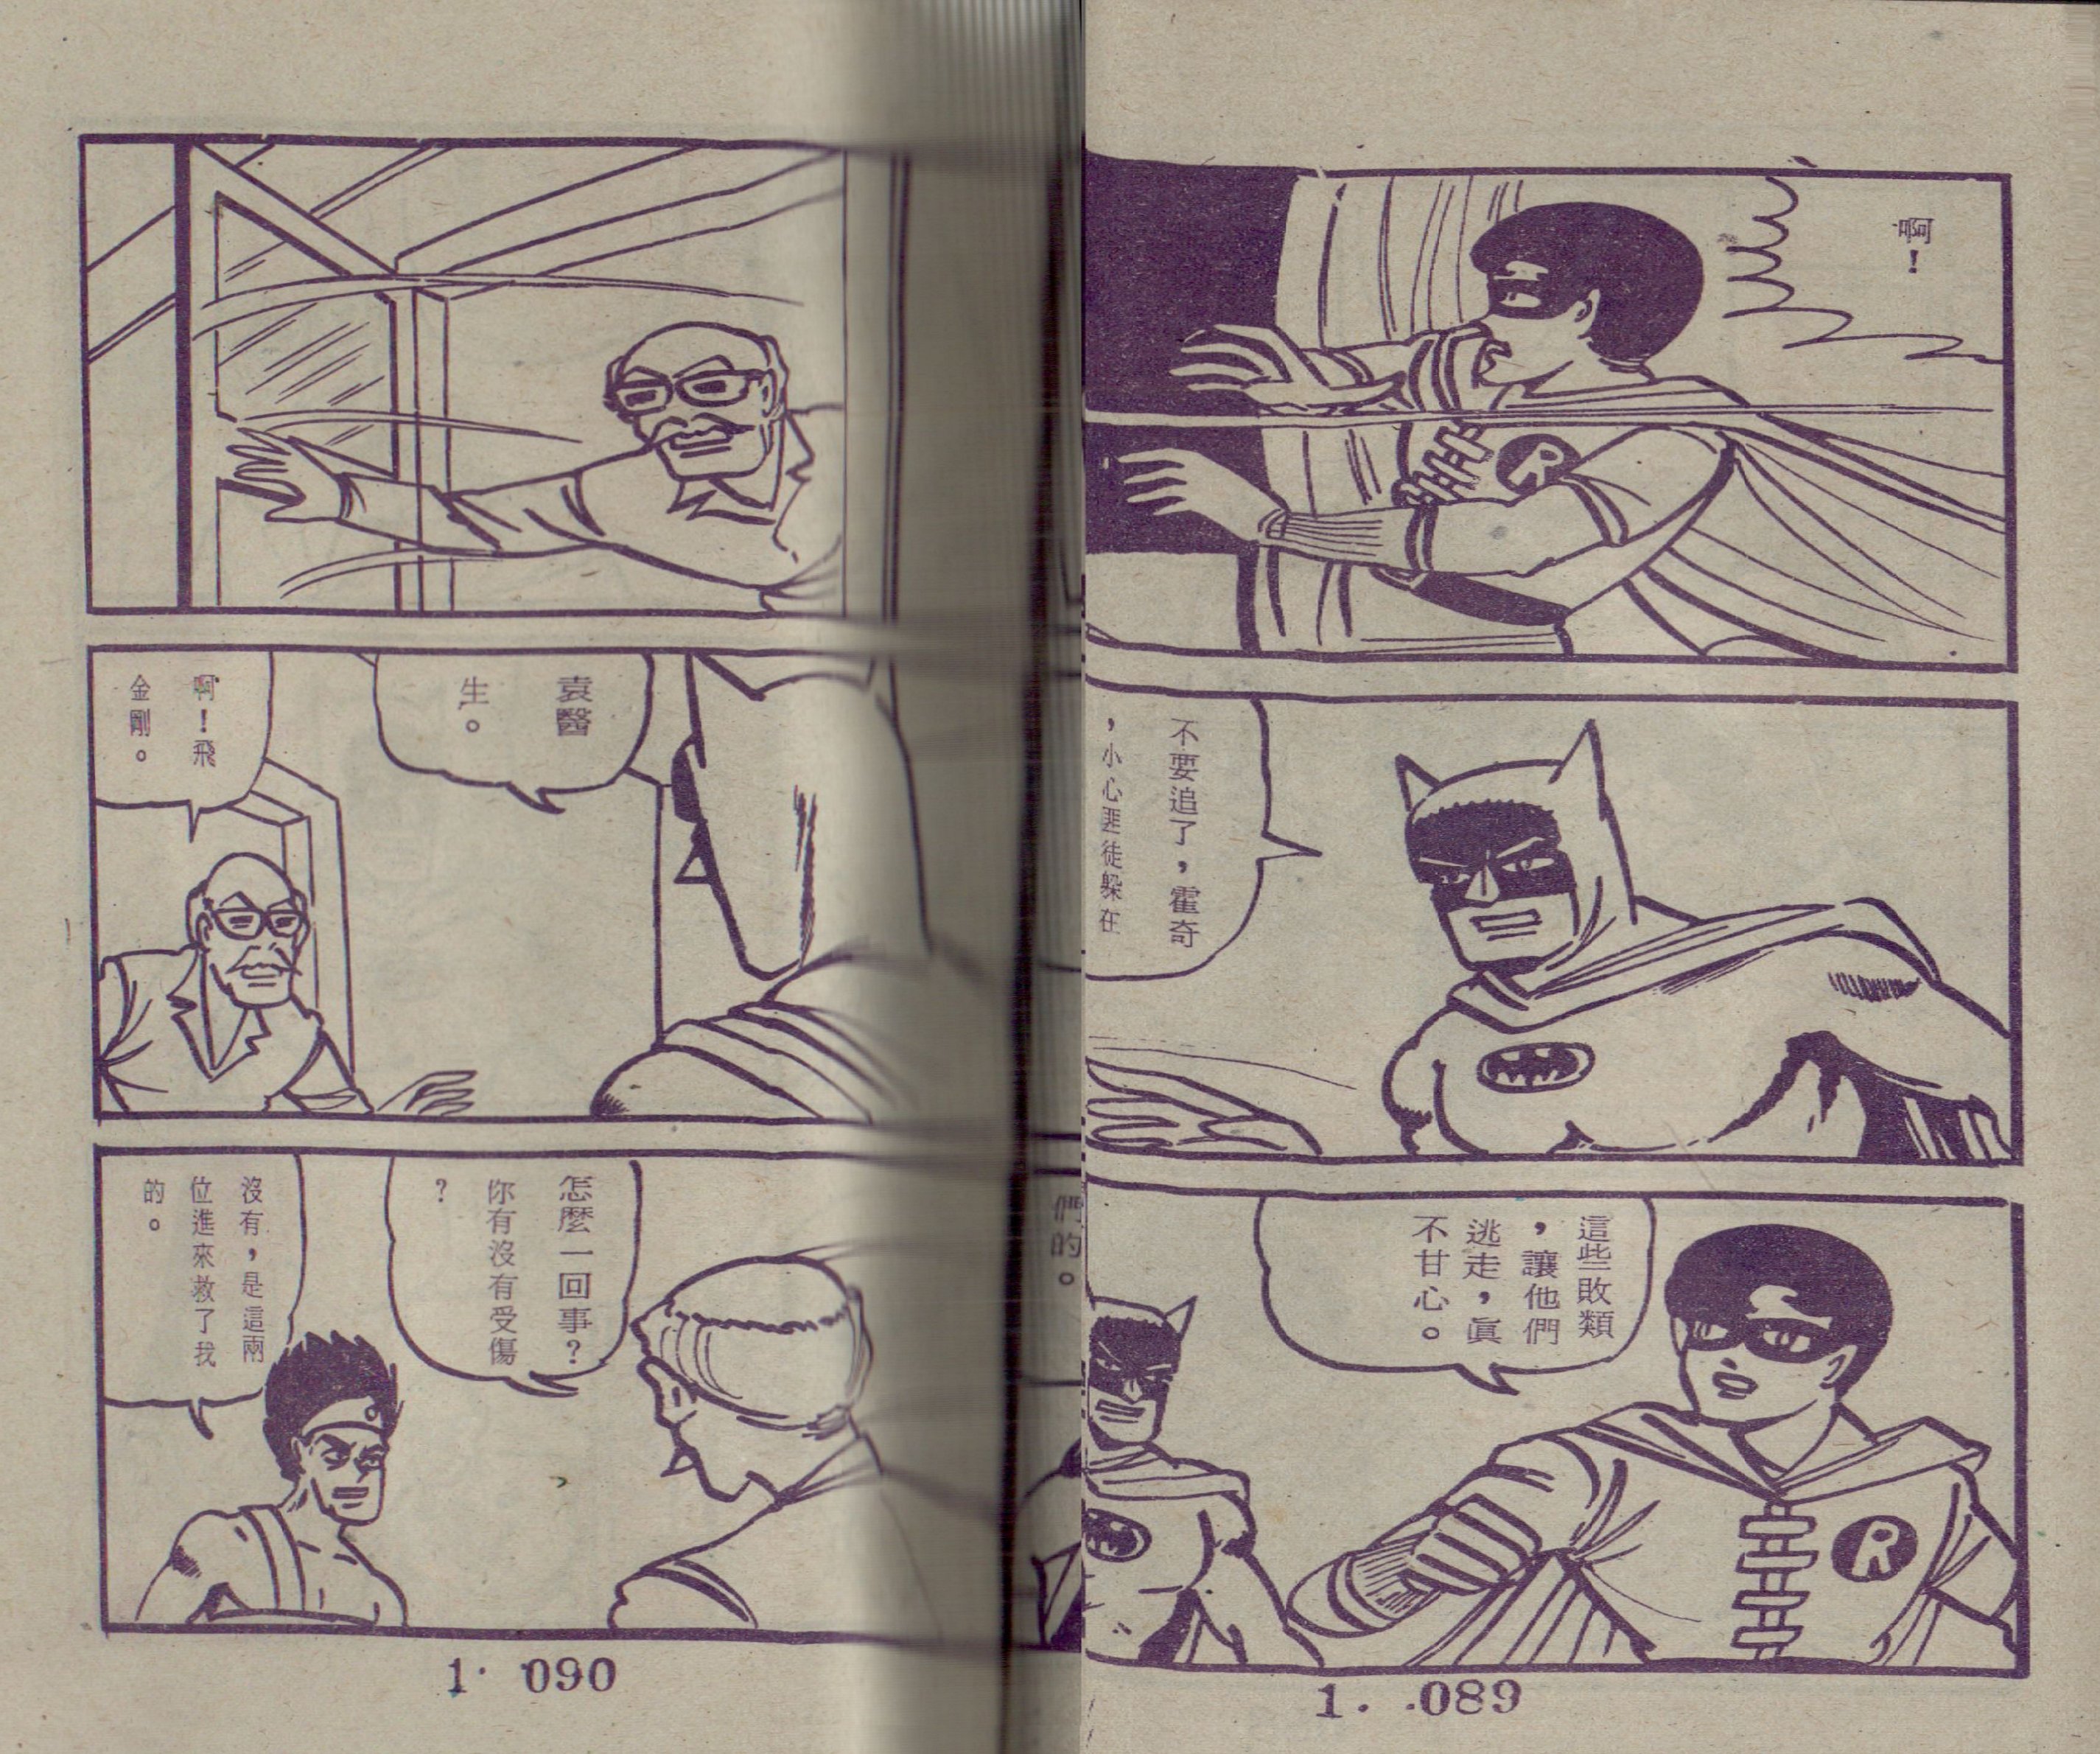 啊！
不要追了，霍奇
，小心匪徒躲在
這些敗類
，讓他們
逃走，眞
不甘心。
們的。
R
R
1. .089
袁醫
生。
啊！飛
金剛。
怎麼一回事？
你有沒有受傷
？
沒有，是這兩
位進來救了我
的。
1. 090